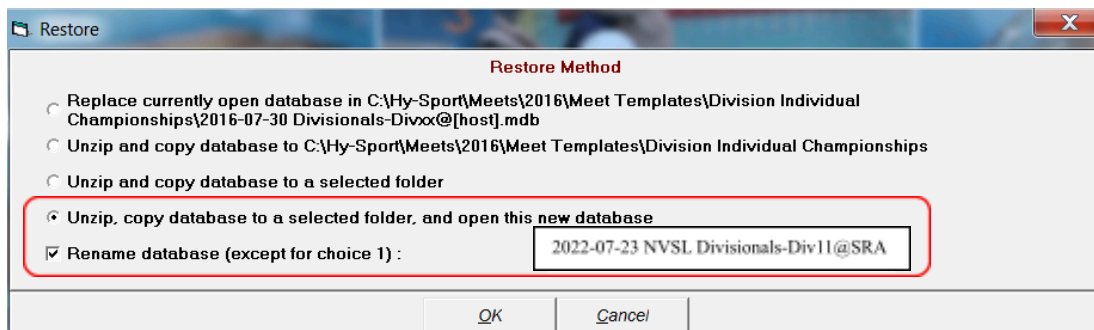 Restore
X
Restore Method
Replace currently open database in C:\Hy-Sport\Meets\2016\Meet Templates\Division Individual
Championships\2016-07-30 Divisionals-Divxx@[host].mdb
Unzip and copy database to C:\Hy-Sport\Meets\2016\Meet Templates\Division Individual Championships
Unzip and copy database to a selected folder
Unzip, copy database to a selected folder, and open this new database
Rename database (except for choice 1) : 2022-07-23 NVSL Divisionals-Div11@SRA
OK Cancel